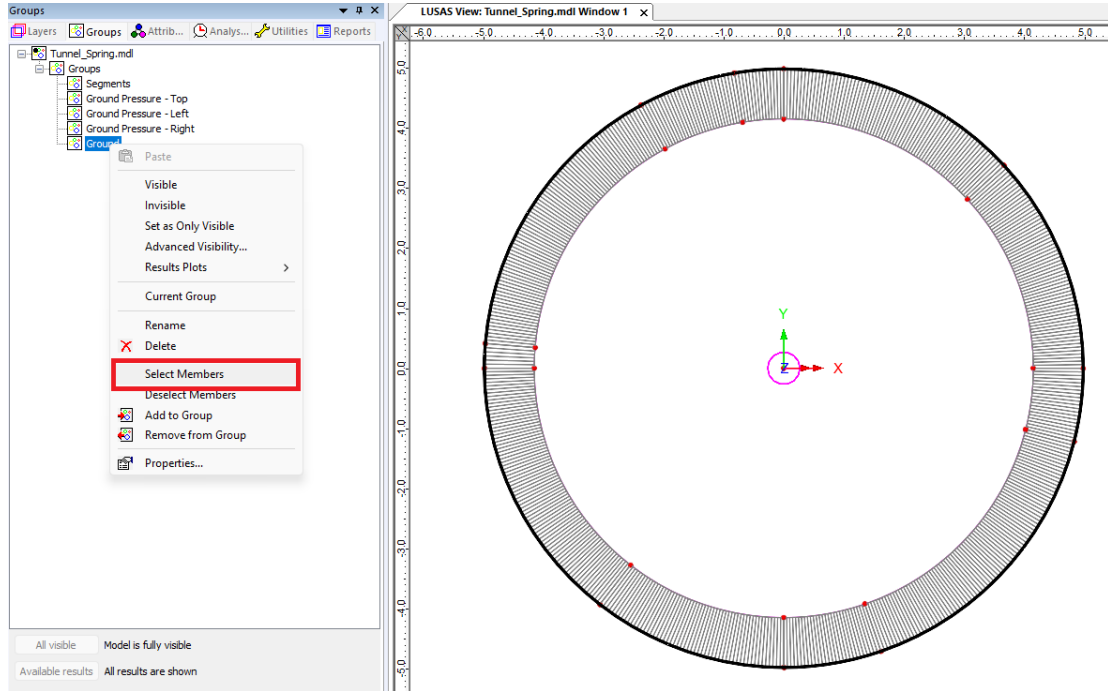 Groups
Layers Groups Attrib... Analys... Utilities Reports
Tunnel_Spring.mdl
Groups
Segments
Ground Pressure - Top
Ground Pressure - Left
Ground Pressure - Right
Ground
Paste
Visible
Invisible
Set as Only Visible
Advanced Visibility...
Results Plots
Current Group
Rename
Delete
Select Members
Deselect Members
Add to Group
Remove from Group
Properties...
All visible Model is fully visible
Available results All results are shown
LUSAS View: Tunnel_Spring.mdl Window 1 x
-6.0 -5.0 -4.0 -3.0 -2.0 -1.0 0.0 1.0 2.0 3.0 4.0 5.0
5.0
4.0
3.0
2.0
1.0
0.0
-1.0
-2.0
-3.0
-4.0
-5.0
Y
Z X